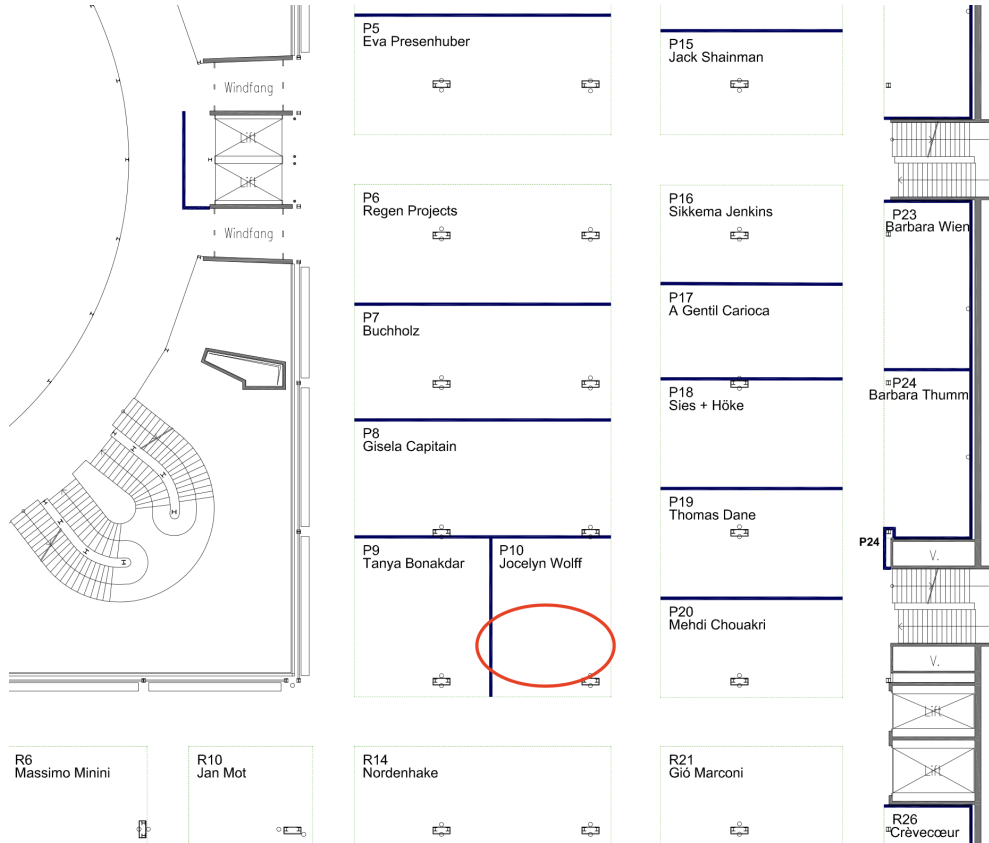 P5
Eva Presenhuber
P15
Jack Shainman
Windfang
Lift
Lift
Windfang
P6
Regen Projects
P16
Sikkema Jenkins
P23
Barbara Wien
P7
Buchholz
P17
A Gentil Carioca
P8
Gisela Capitain
P18
Sies + Höke
P24
Barbara Thumm
P19
Thomas Dane
P24
V.
P9
Tanya Bonakdar
P10
Jocelyn Wolff
P20
Mehdi Chouakri
V.
Lift
Lift
R6
Massimo Minini
R10
Jan Mot
R14
Nordenhake
R21
Gió Marconi
R26
Crèvecœur